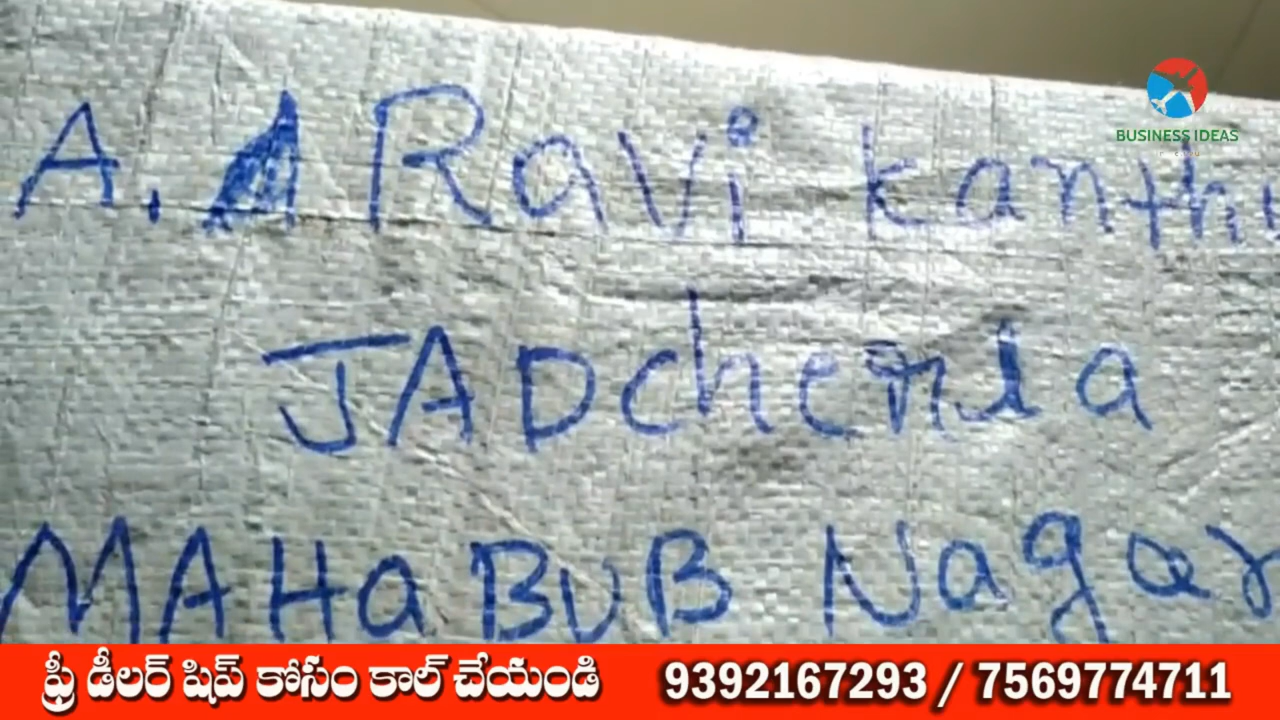 A. Ravi kanth
JADcherla
MAHaBUB Nagar
BUSINESS IDEAS
ఫ్రీ డీలర్ షిప్ కోసం కాల్ చేయండి 9392167293 / 7569774711